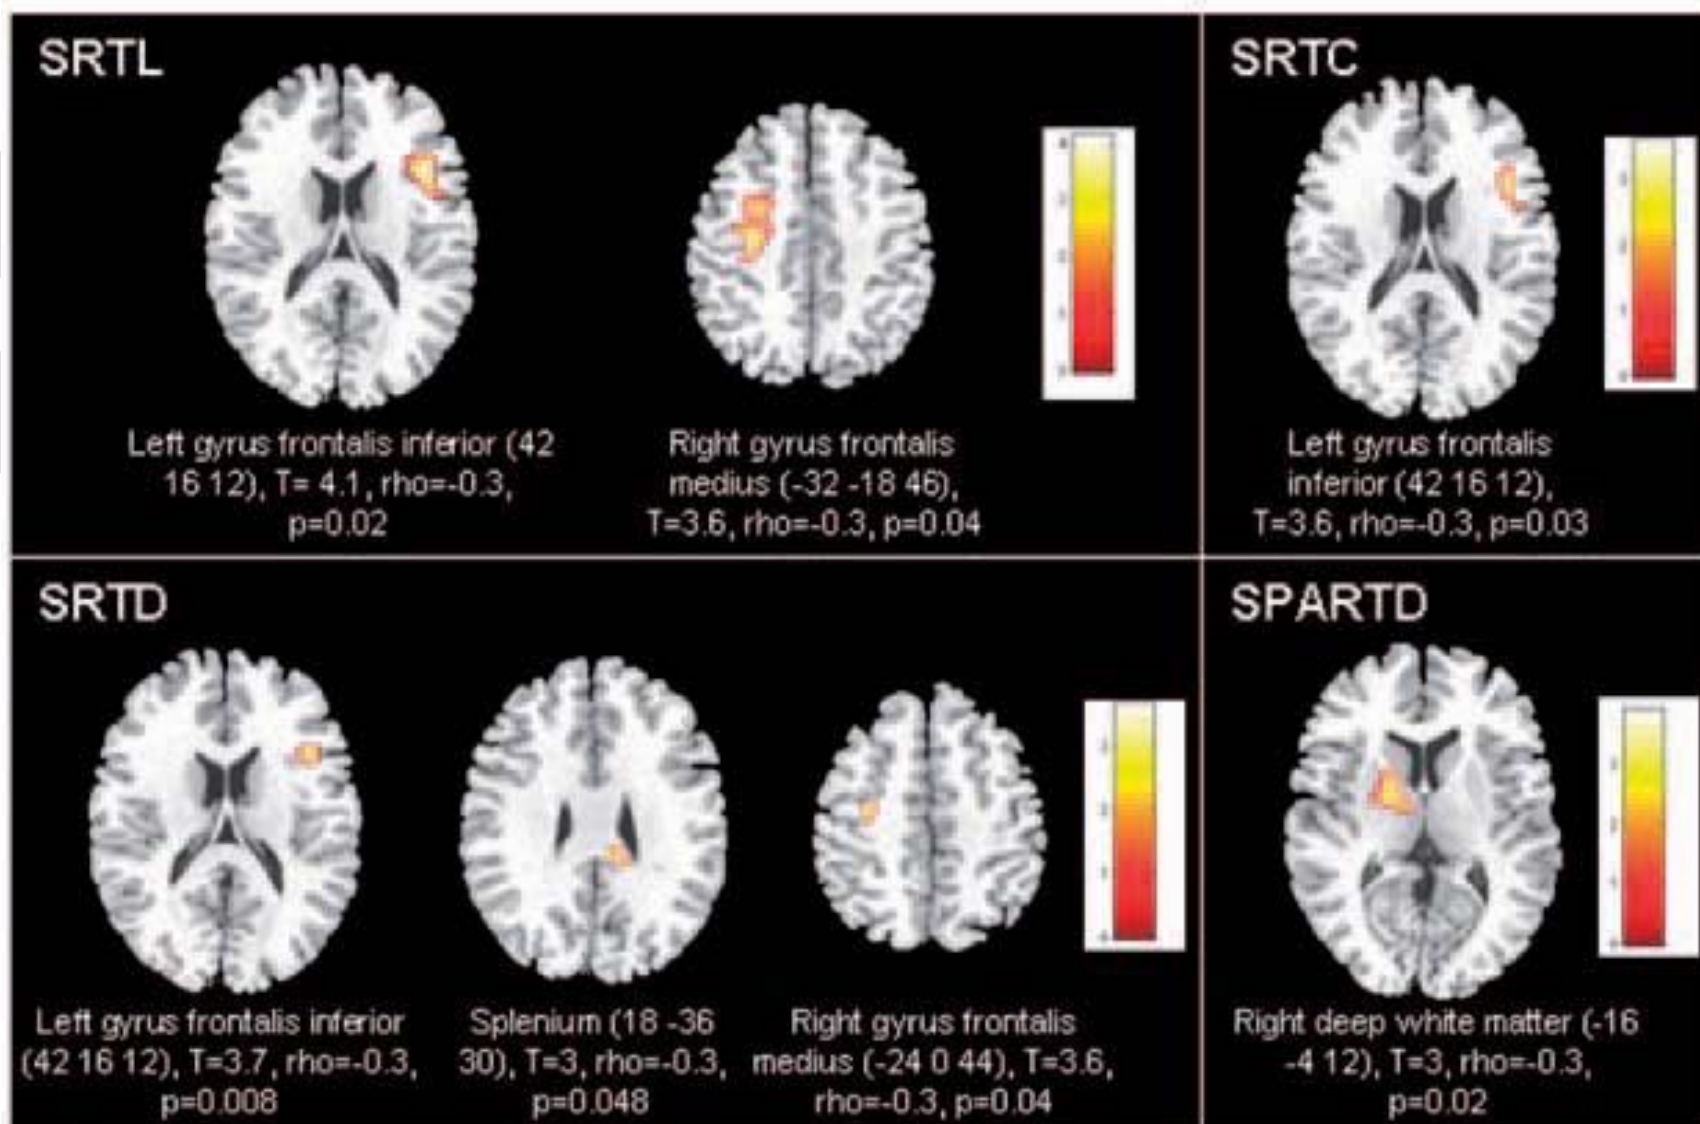 SRTL
Left gyrus frontalis inferior (42
16 12), T= 4.1, rho=-0.3,
p=0.02
Right gyrus frontalis
medius (-32 -18 46),
T=3.6, rho=-0.3, p=0.04
SRTC
Left gyrus frontalis
inferior (42 16 12),
T=3.6, rho=-0.3, p=0.03
SRTD
Left gyrus frontalis inferior
(42 16 12), T=3.7, rho=-0.3,
p=0.008
Splenium (18 -36
30), T=3, rho=-0.3,
p=0.048
Right gyrus frontalis
medius (-24 0 44), T=3.6,
rho=-0.3, p=0.04
SPARTD
Right deep white matter (-16
-4 12), T=3, rho=-0.3,
p=0.02